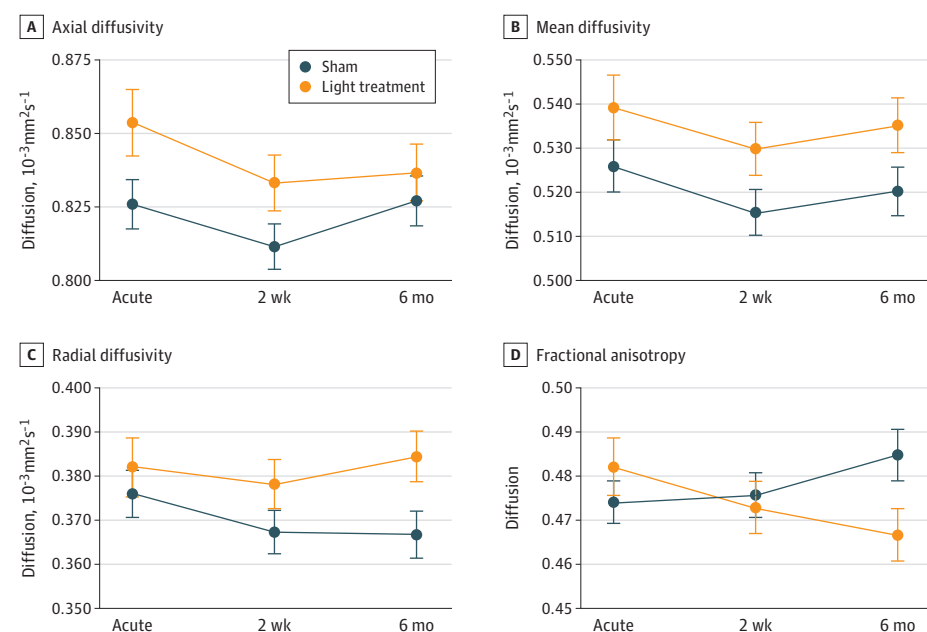 A Axial diffusivity
0.875
0.850
0.825
0.800
Diffusion, 10⁻³mm²s⁻¹
Sham
Light treatment
Acute 2 wk 6 mo
B Mean diffusivity
0.550
0.540
0.530
0.520
0.510
0.500
Diffusion, 10⁻³mm²s⁻¹
Acute 2 wk 6 mo
C Radial diffusivity
0.400
0.390
0.380
0.370
0.360
0.350
Diffusion, 10⁻³mm²s⁻¹
Acute 2 wk 6 mo
D Fractional anisotropy
0.50
0.49
0.48
0.47
0.46
0.45
Diffusion
Acute 2 wk 6 mo